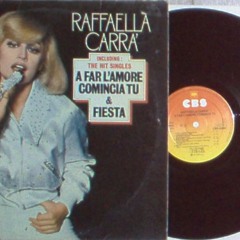 RAFFAELLA
CARRA'
INCLUDING:
THE HIT SINGLES
A FAR L'AMORE
COMINCIA TU
&
FIESTA
CBS